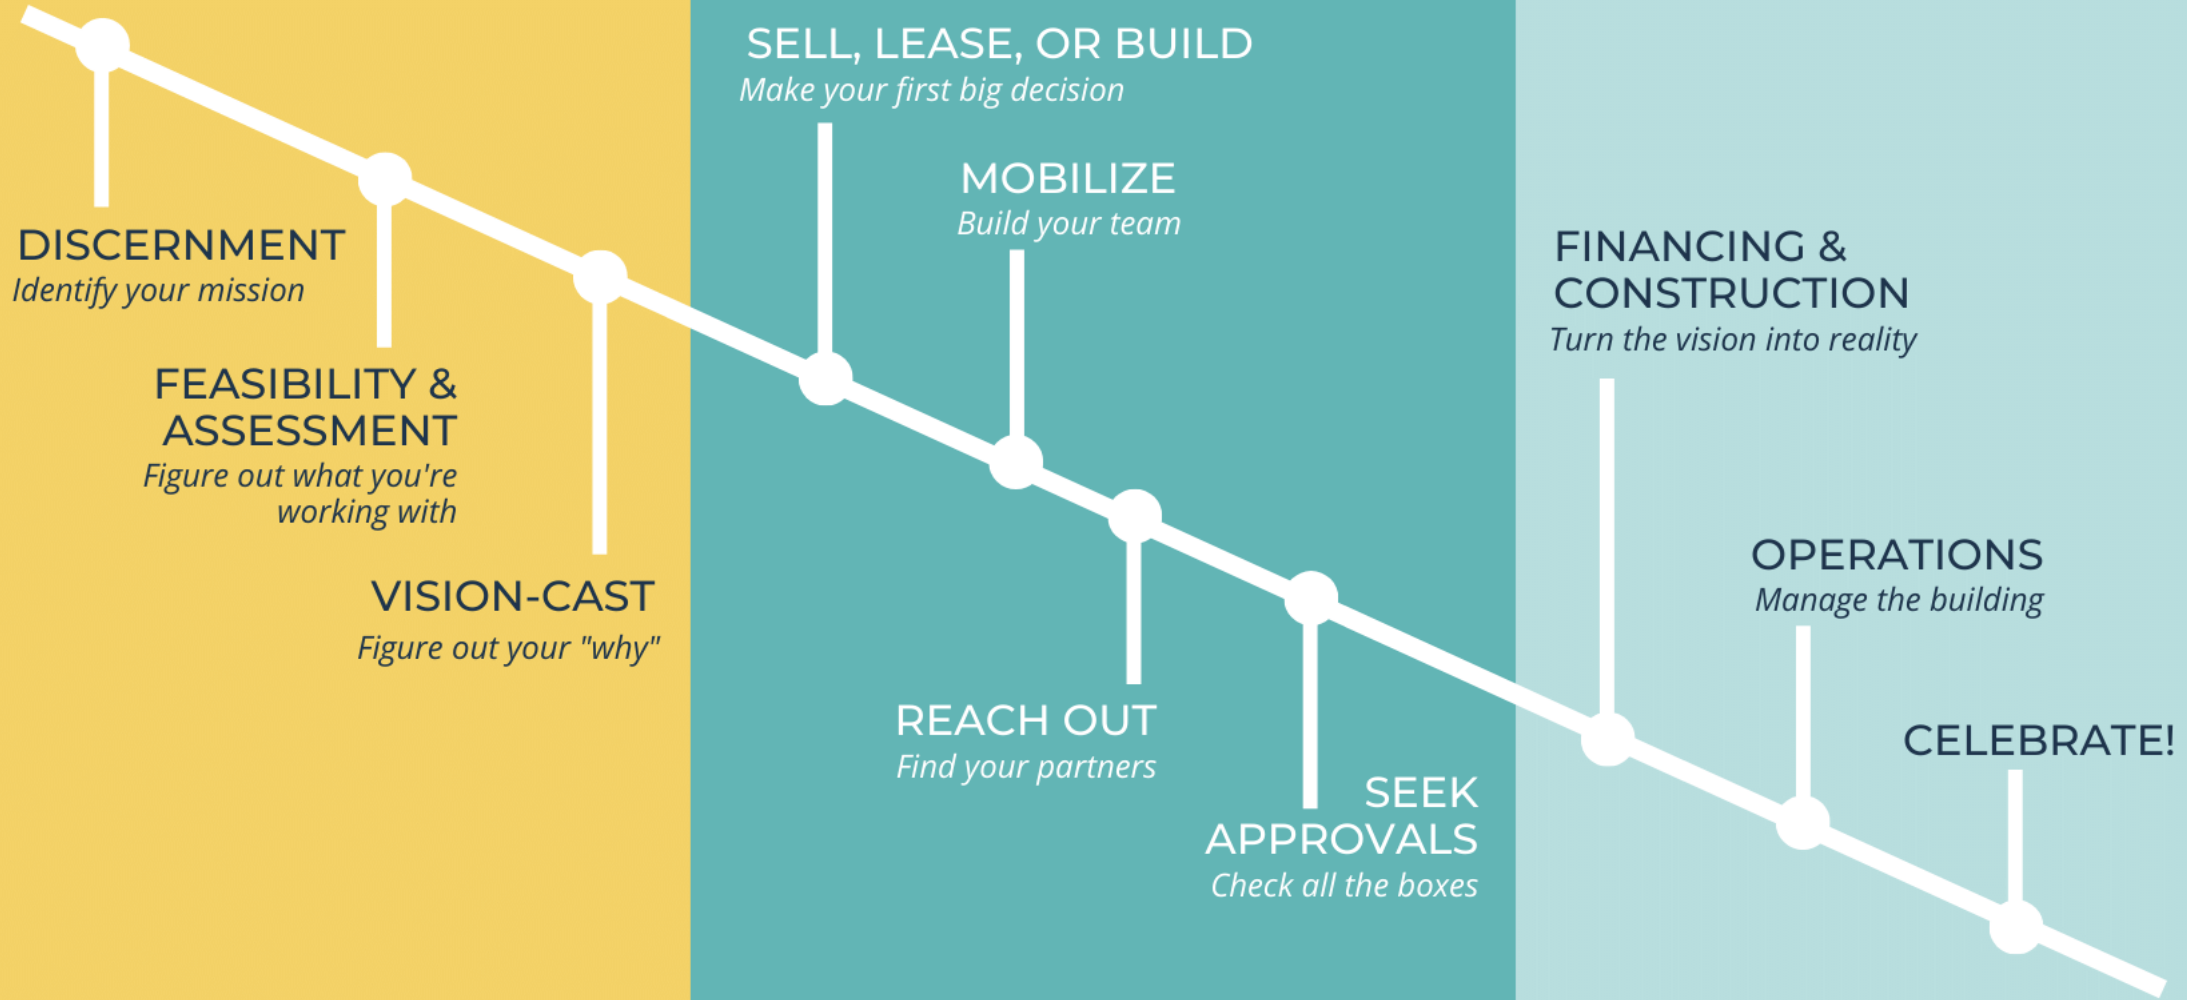 DISCERNMENT
Identify your mission
FEASIBILITY &
ASSESSMENT
Figure out what you're
working with
VISION-CAST
Figure out your "why"
SELL, LEASE, OR BUILD
Make your first big decision
MOBILIZE
Build your team
REACH OUT
Find your partners
SEEK
APPROVALS
Check all the boxes
FINANCING &
CONSTRUCTION
Turn the vision into reality
OPERATIONS
Manage the building
CELEBRATE!